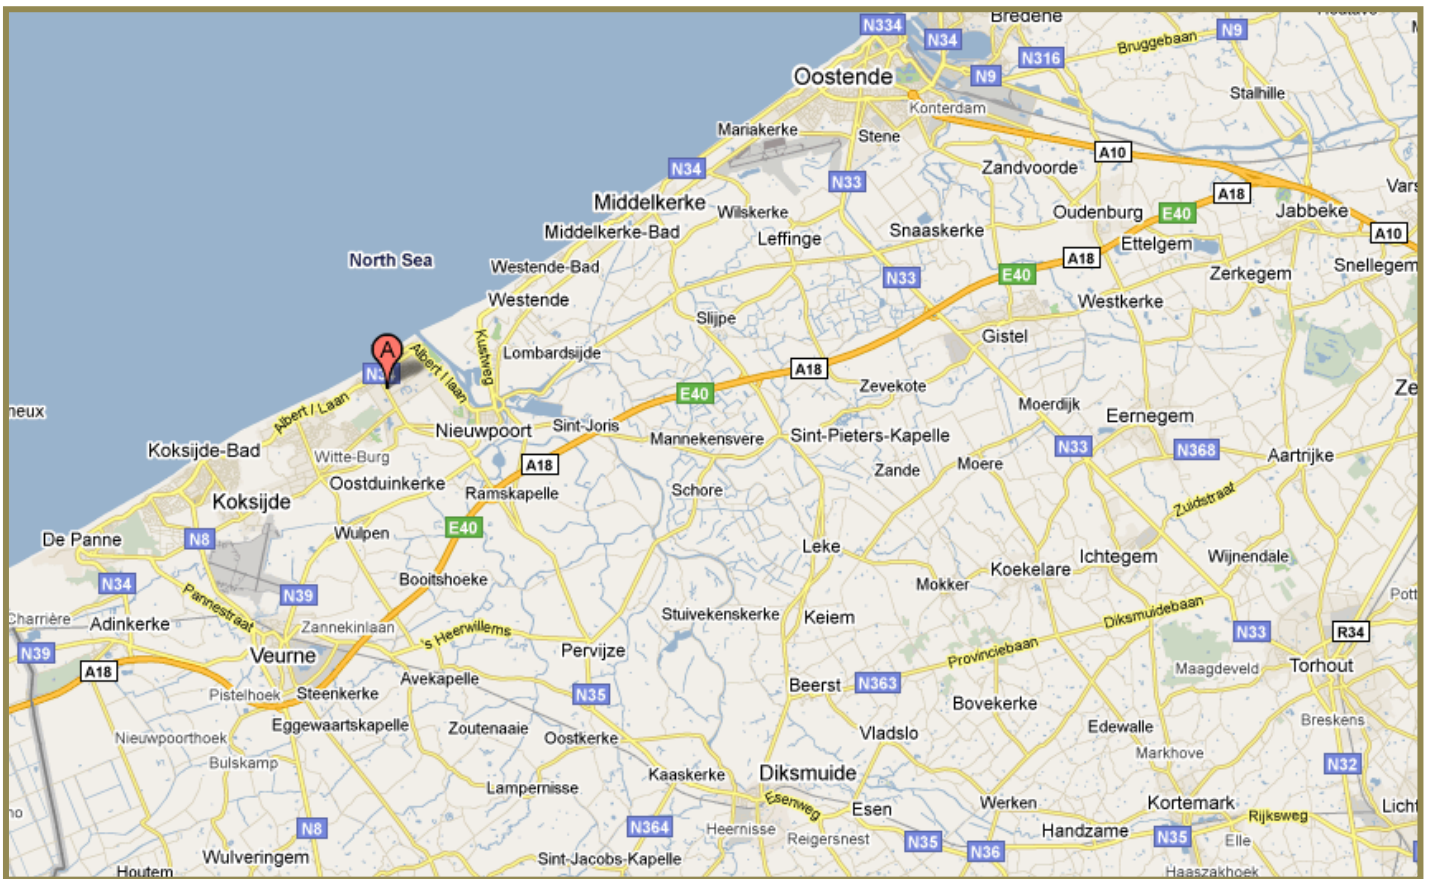 Bredene
N334
N34
N9
N316
Bruggebaan
N9
Oostende
Stalhille
Konterdam
Mariakerke
Stene
A10
N34
Zandvoorde
N33
A18
Middelkerke
Wilskerke
Oudenburg
E40
Jabbeke
Middelkerke-Bad
Leffinge
Snaaskerke
Ettelgem
A10
North Sea
Westende-Bad
N33
E40
A18
Zerkegem
Snellegem
Westende
Westkerke
Slijpe
Gistel
Kustweg
A
Albert I laan
Lombardsijde
A18
Zevekote
E40
Albert I Laan
Moerdijk
Eernegem
Nieuwpoort
Sint-Joris
Mannekensvere
Sint-Pieters-Kapelle
N33
N368
Koksijde-Bad
Witte-Burg
A18
Zande
Moere
Aartrijke
Oostduinkerke
Ramskapelle
Schore
Zuidstraat
Koksijde
De Panne
N8
Wulpen
E40
Leke
Ichtegem
Wijnendale
N34
N39
Booitshoeke
Mokker
Koekelare
Pannestraat
Charrière
Adinkerke
Zannekinlaan
Stuivekenskerke
Keiem
Diksmuidebaan
's Heerwillems
N33
R34
N39
Veurne
Pervijze
Provinciebaan
Maagdeveld
Torhout
A18
Avekapelle
Pistelhoek
Steenkerke
N35
Beerst
N363
Bovekerke
Breskens
Eggewaartskapelle
Zoutenaaie
Oostkerke
Vladslo
Edewalle
Nieuwpoorthoek
Bulskamp
Markhove
N32
Kaaskerke
Diksmuide
Lampernisse
Esenweg
Esen
Werken
Kortemark
Rijksweg
N8
N364
Heernisse
Reigersnest
N35
N36
Handzame
N35
Elle
Wulveringem
Sint-Jacobs-Kapelle
Houtem
Haaszakhoek